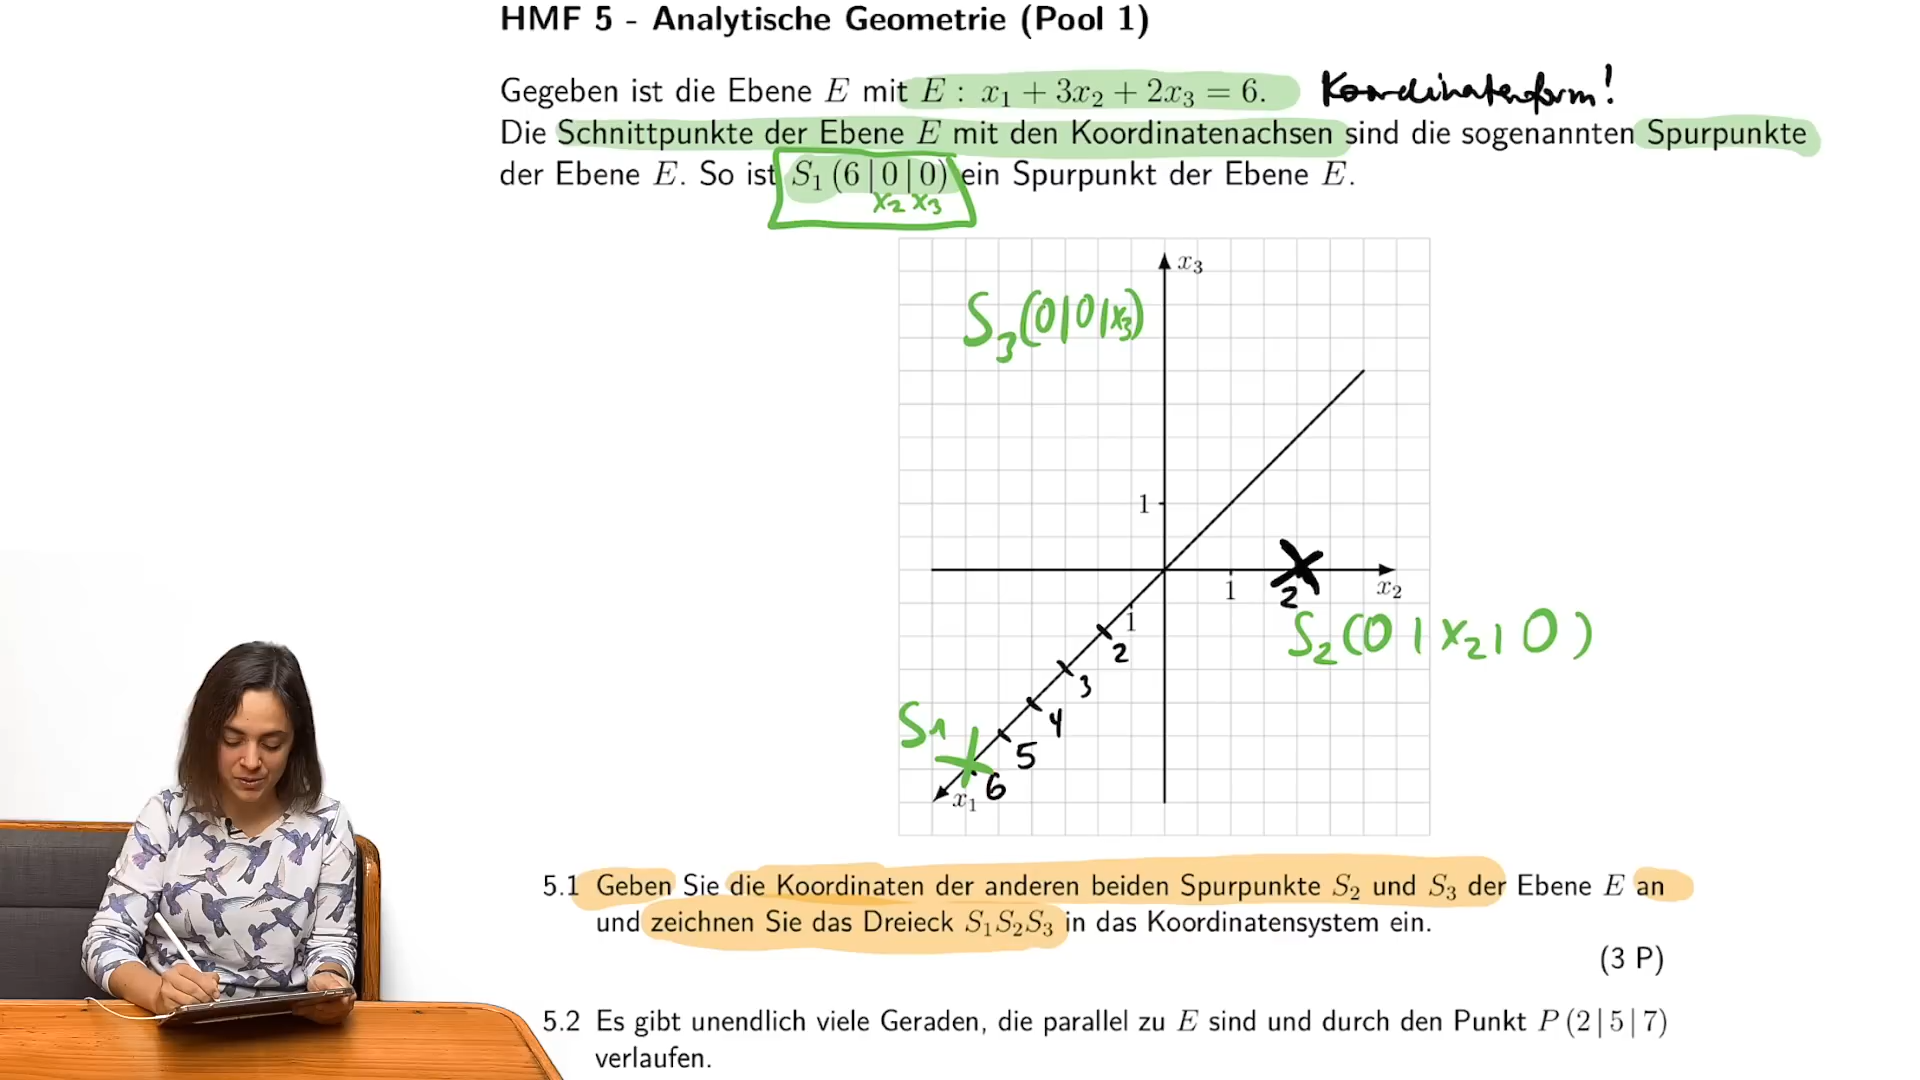 HMF 5 - Analytische Geometrie (Pool 1)
Gegeben ist die Ebene E mit E : x₁ + 3x₂ + 2x₃ = 6. Koordinatenform!
Die Schnittpunkte der Ebene E mit den Koordinatenachsen sind die sogenannten Spurpunkte
der Ebene E. So ist S₁ (6 | 0 | 0) ein Spurpunkt der Ebene E.
x₂ x₃
x₃
S₃(0|0|x₃)
1
1
x₂
2
1
S₂(0|x₂|0)
2
3
S₁
4
5
6
x₁
5.1 Geben Sie die Koordinaten der anderen beiden Spurpunkte S₂ und S₃ der Ebene E an
und zeichnen Sie das Dreieck S₁S₂S₃ in das Koordinatensystem ein.
(3 P)
5.2 Es gibt unendlich viele Geraden, die parallel zu E sind und durch den Punkt P (2 | 5 | 7)
verlaufen.